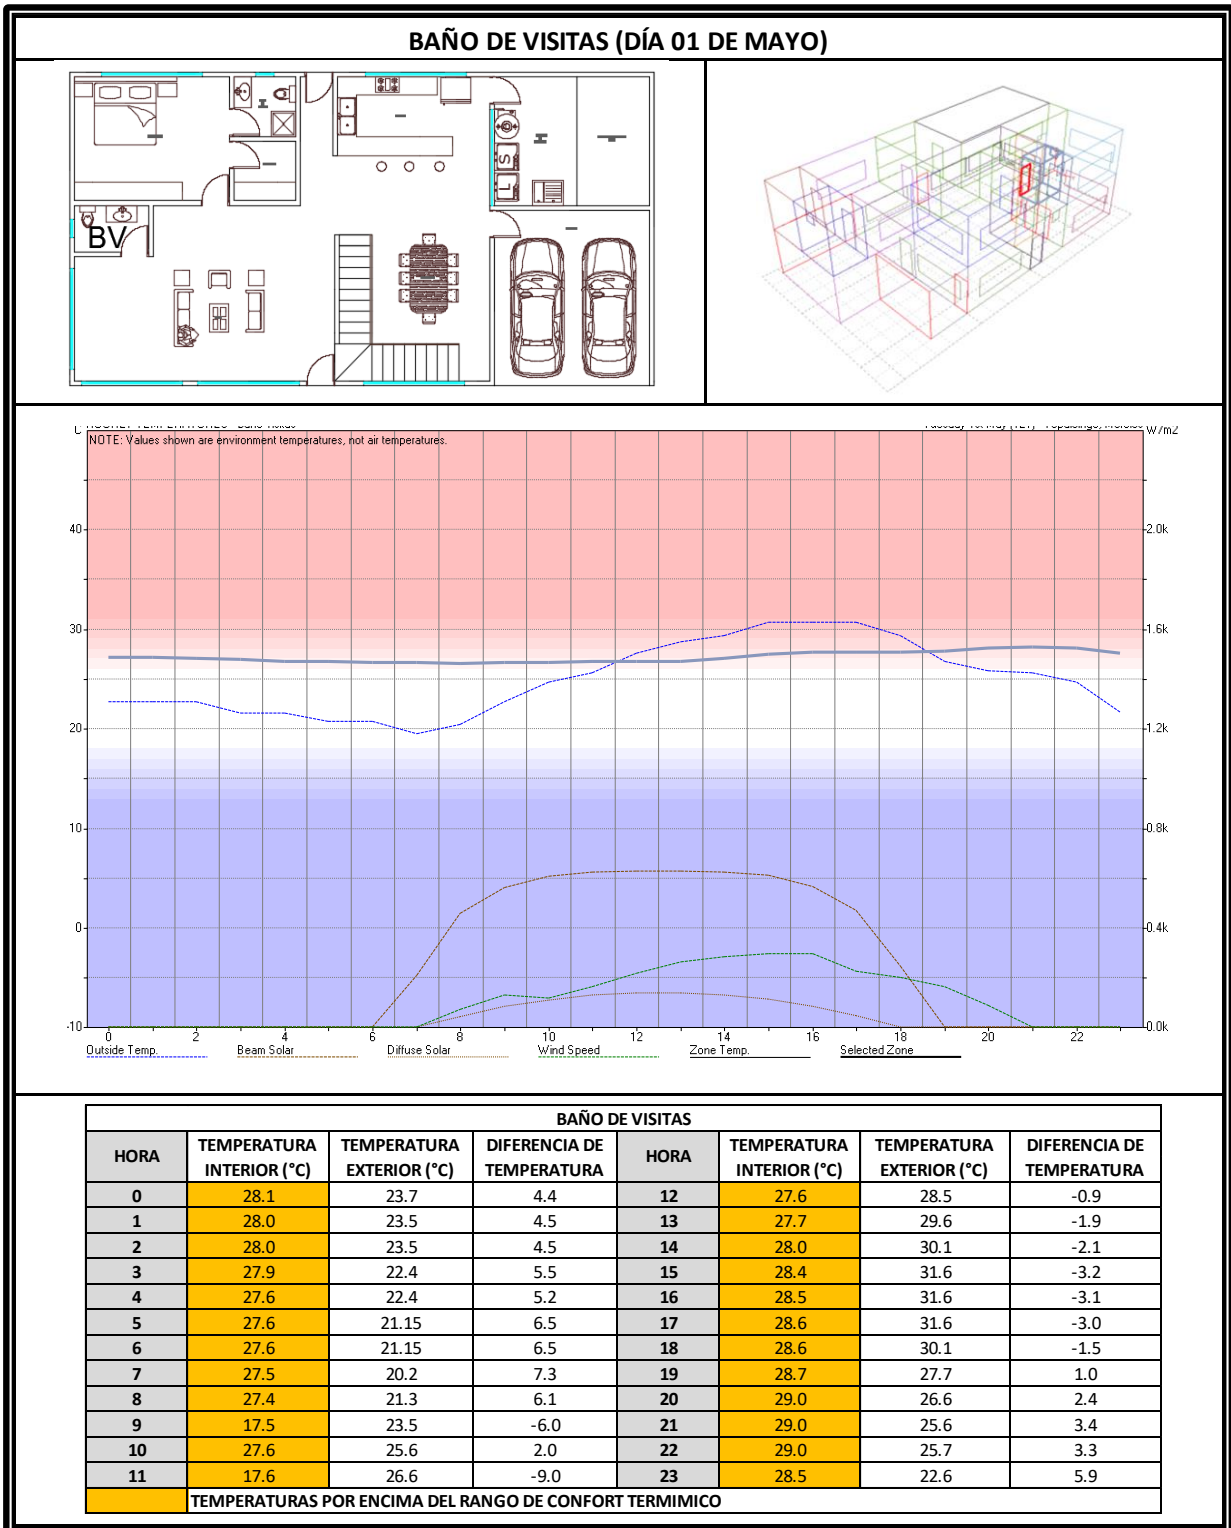 BAÑO DE VISITAS (DÍA 01 DE MAYO)
BV
S
L
C
W/m2
NOTE: Values shown are environment temperatures, not air temperatures.
40
2.0k
30
1.6k
20
1.2k
10
0.8k
0
0.4k
-10
0.0k
0 2 4 6 8 10 12 14 16 18 20 22
Outside Temp. Beam Solar Diffuse Solar Wind Speed Zone Temp. Selected Zone
BAÑO DE VISITAS
HORA TEMPERATURA INTERIOR (°C) TEMPERATURA EXTERIOR (°C) DIFERENCIA DE TEMPERATURA HORA TEMPERATURA INTERIOR (°C) TEMPERATURA EXTERIOR (°C) DIFERENCIA DE TEMPERATURA
0 28.1 23.7 4.4 12 27.6 28.5 -0.9
1 28.0 23.5 4.5 13 27.7 29.6 -1.9
2 28.0 23.5 4.5 14 28.0 30.1 -2.1
3 27.9 22.4 5.5 15 28.4 31.6 -3.2
4 27.6 22.4 5.2 16 28.5 31.6 -3.1
5 27.6 21.15 6.5 17 28.6 31.6 -3.0
6 27.6 21.15 6.5 18 28.6 30.1 -1.5
7 27.5 20.2 7.3 19 28.7 27.7 1.0
8 27.4 21.3 6.1 20 29.0 26.6 2.4
9 17.5 23.5 -6.0 21 29.0 25.6 3.4
10 27.6 25.6 2.0 22 29.0 25.7 3.3
11 17.6 26.6 -9.0 23 28.5 22.6 5.9
TEMPERATURAS POR ENCIMA DEL RANGO DE CONFORT TERMIMICO